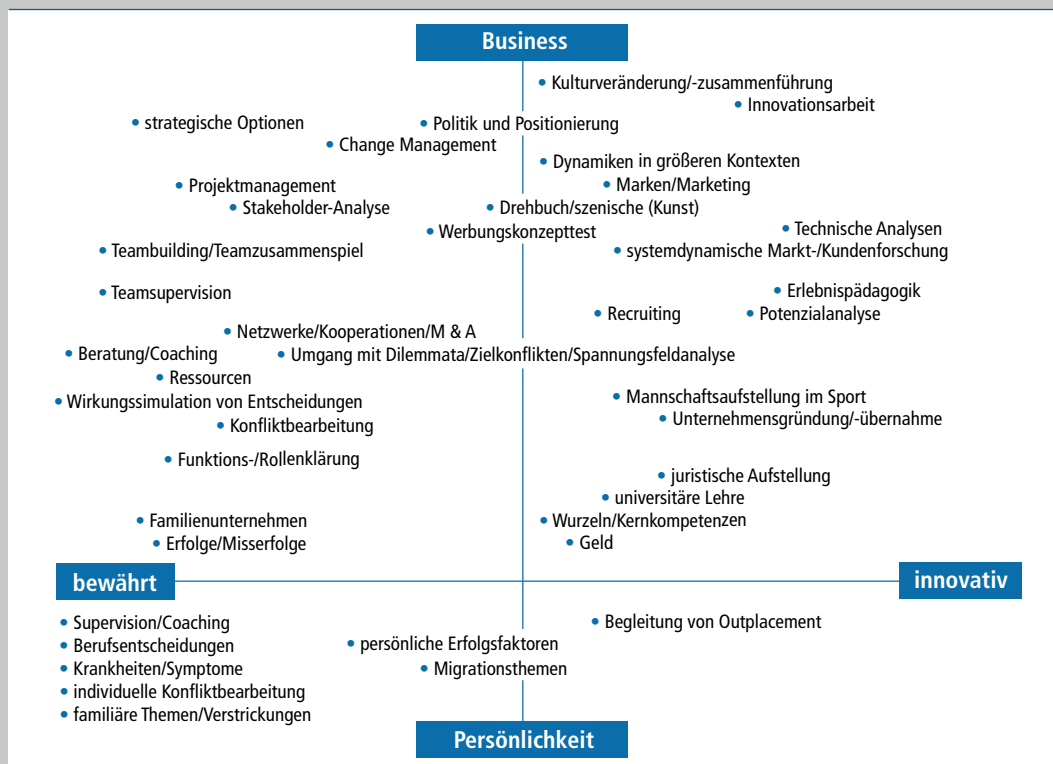 Business
• Kulturveränderung/-zusammenführung
• Innovationsarbeit
• strategische Optionen
• Politik und Positionierung
• Change Management
• Dynamiken in größeren Kontexten
• Marken/Marketing
• Projektmanagement
• Stakeholder-Analyse
• Drehbuch/szenische (Kunst)
• Technische Analysen
• Werbungskonzepttest
• Teambuilding/Teamzusammenspiel
• systemdynamische Markt-/Kundenforschung
• Teamsupervision
• Erlebnispädagogik
• Recruiting
• Potenzialanalyse
• Netzwerke/Kooperationen/M & A
• Beratung/Coaching
• Umgang mit Dilemmata/Zielkonflikten/Spannungsfeldanalyse
• Ressourcen
• Wirkungssimulation von Entscheidungen
• Mannschaftsaufstellung im Sport
• Konfliktbearbeitung
• Unternehmensgründung/-übernahme
• Funktions-/Rollenklärung
• juristische Aufstellung
• universitäre Lehre
• Familienunternehmen
• Wurzeln/Kernkompetenzen
• Erfolge/Misserfolge
• Geld
bewährt
innovativ
• Supervision/Coaching
• Berufsentscheidungen
• Krankheiten/Symptome
• individuelle Konfliktbearbeitung
• familiäre Themen/Verstrickungen
• persönliche Erfolgsfaktoren
• Migrationsthemen
• Begleitung von Outplacement
Persönlichkeit